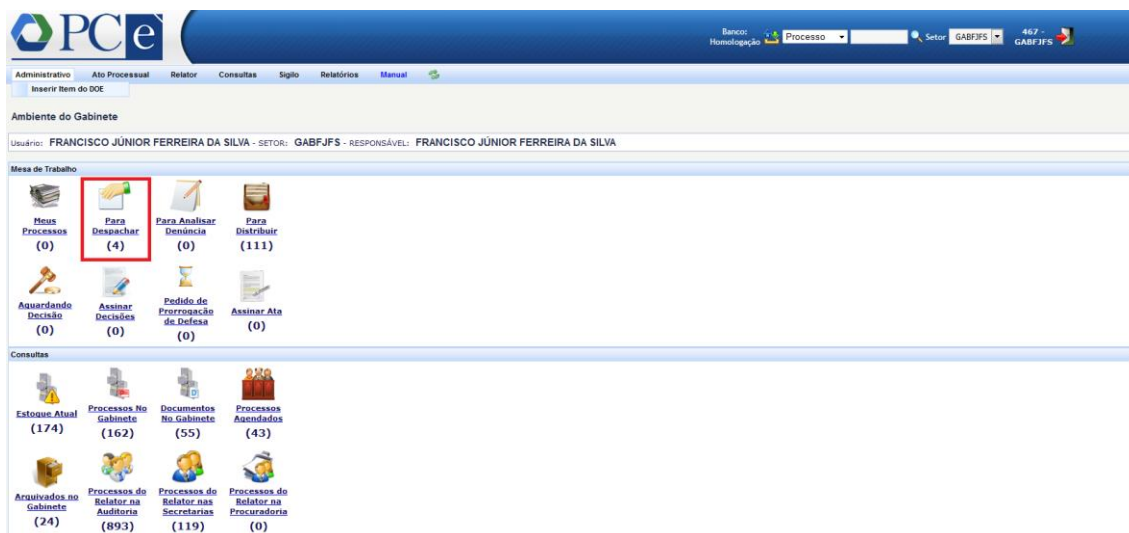 PCe
Banco:
Homologação
Processo
Setor
GABFJFS
467 -
GABFJFS
Administrativo Ato Processual Relator Consultas Sigilo Relatórios Manual
Inserir Item do DOE
Ambiente do Gabinete
Usuário: FRANCISCO JÚNIOR FERREIRA DA SILVA - SETOR: GABFJFS - RESPONSÁVEL: FRANCISCO JÚNIOR FERREIRA DA SILVA
Mesa de Trabalho
Meus
Processos
(0)
Para
Despachar
(4)
Para Analisar
Denúncia
(0)
Para
Distribuir
(111)
Aguardando
Decisão
(0)
Assinar
Decisões
(0)
Pedido de
Prorrogação
de Defesa
(0)
Assinar Ata
(0)
Consultas
Estoque Atual
(174)
Processos No
Gabinete
(162)
Documentos
No Gabinete
(55)
Processos
Agendados
(43)
Arquivados no
Gabinete
(24)
Processos do
Relator na
Auditoria
(893)
Processos do
Relator nas
Secretarias
(119)
Processos do
Relator na
Procuradoria
(0)